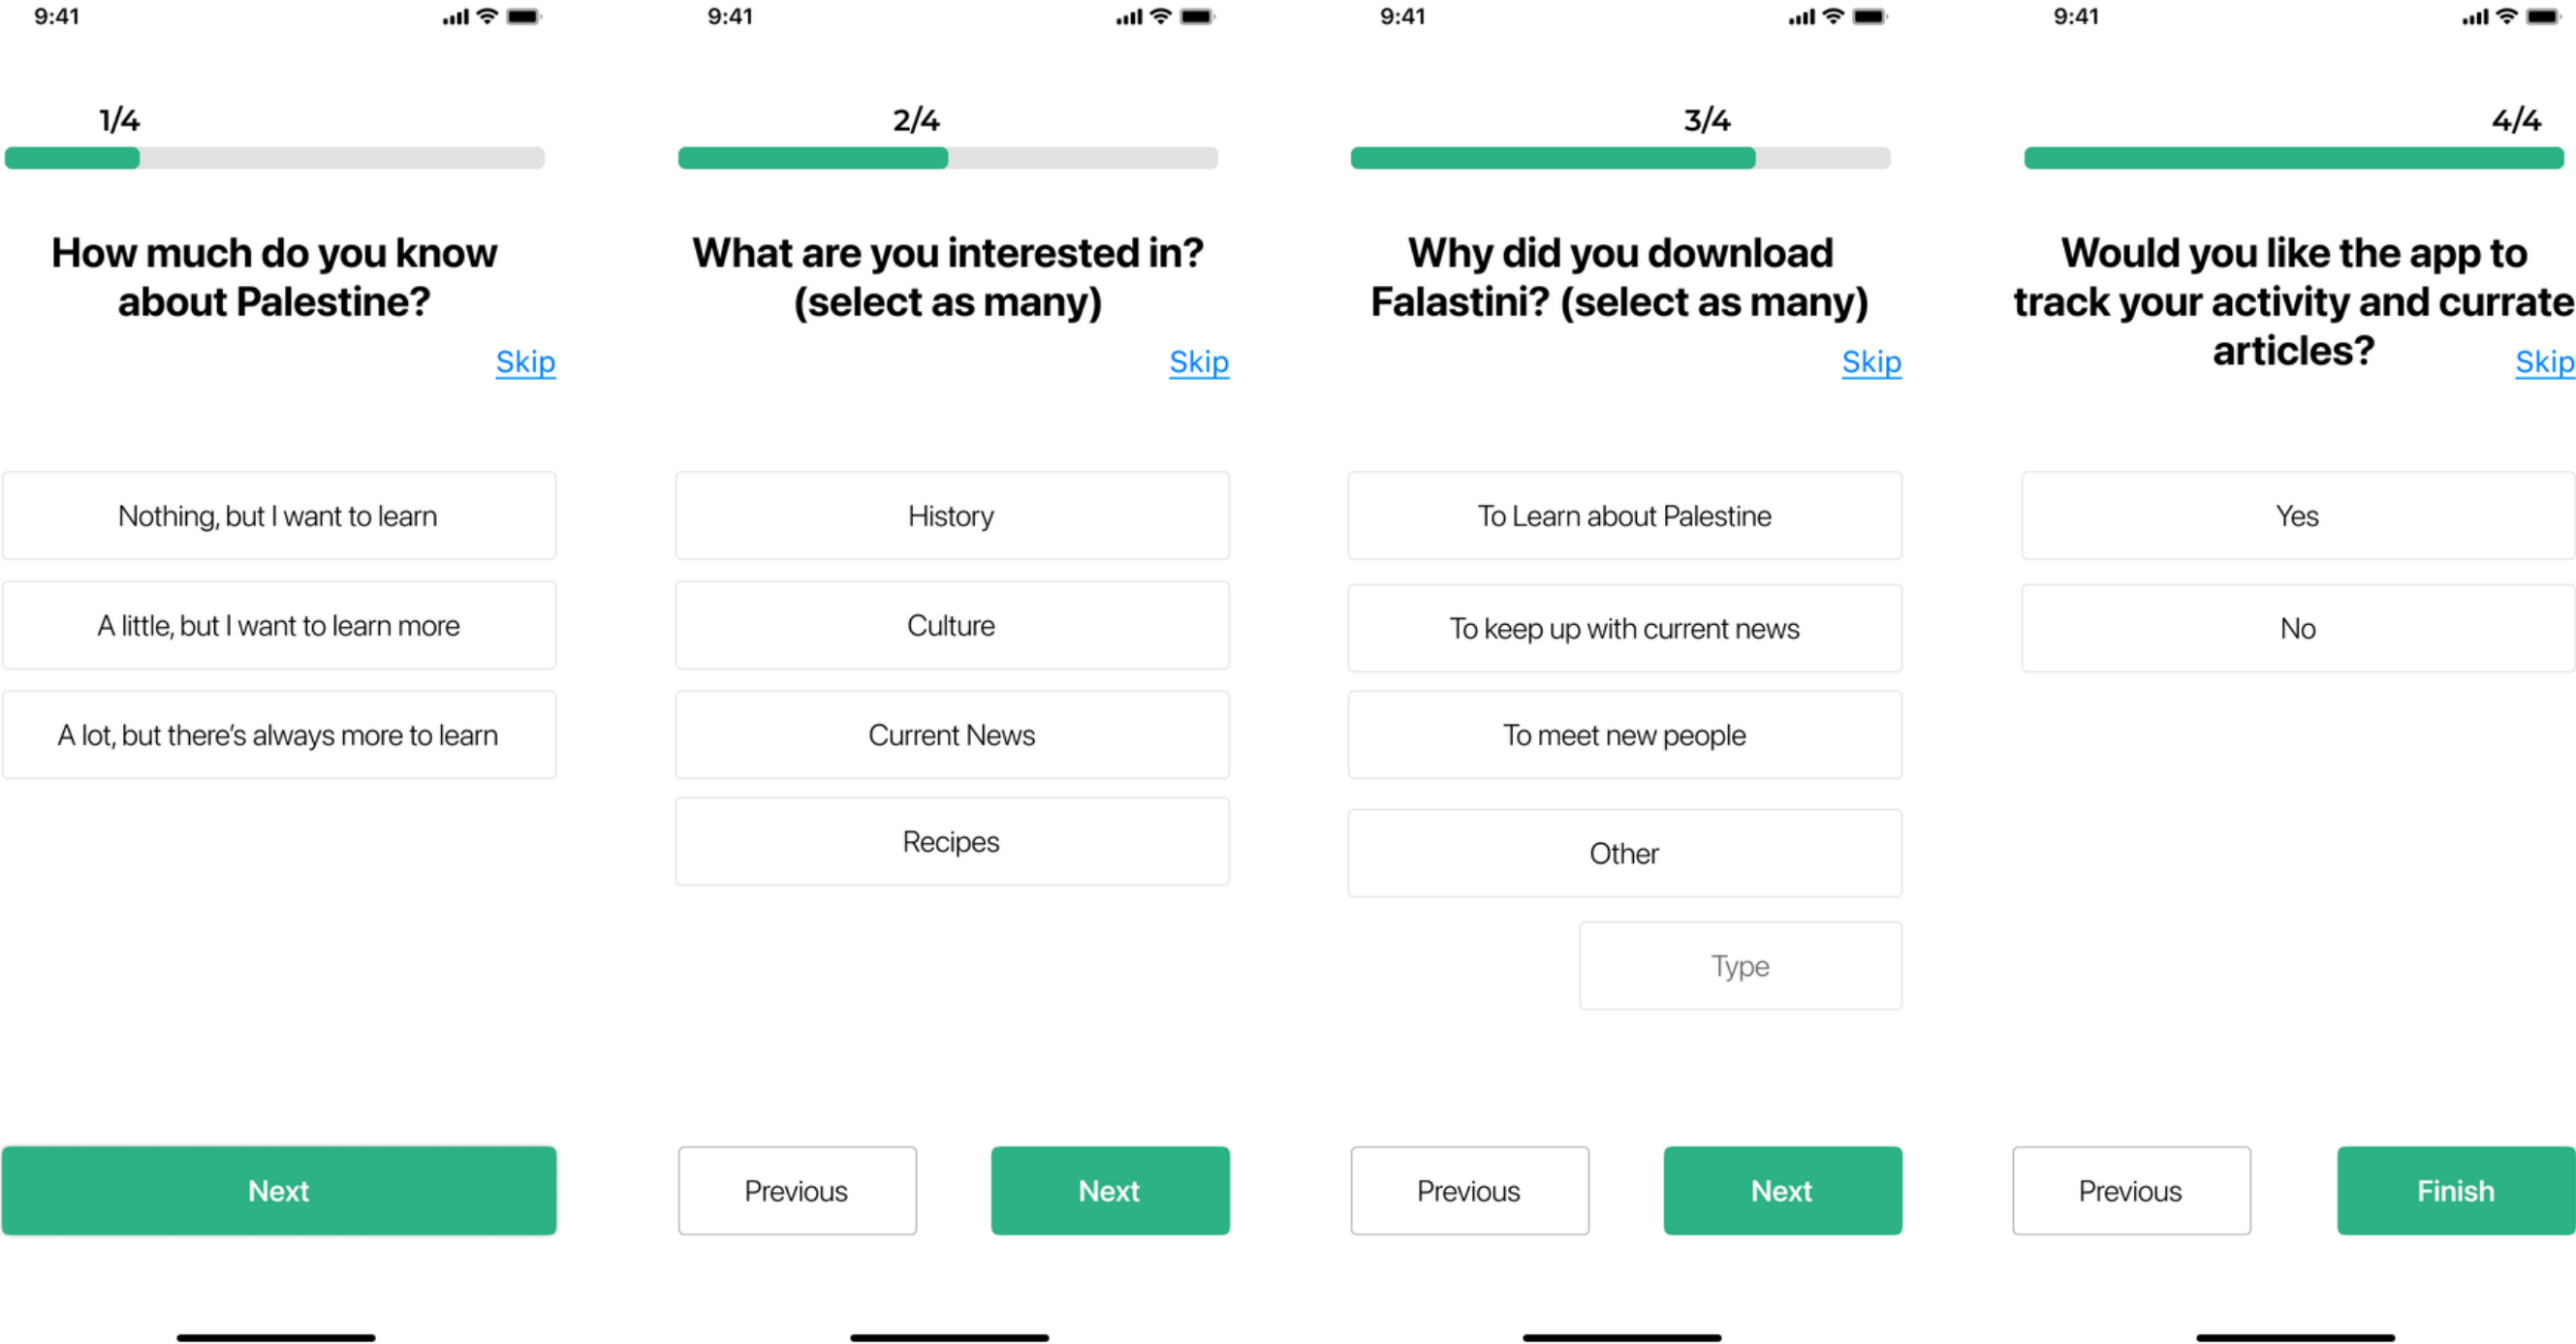 9:41
1/4
How much do you know
about Palestine?
Skip
Nothing, but I want to learn
A little, but I want to learn more
A lot, but there's always more to learn
Next
9:41
2/4
What are you interested in?
(select as many)
Skip
History
Culture
Current News
Recipes
Previous
Next
9:41
3/4
Why did you download
Falastini? (select as many)
Skip
To Learn about Palestine
To keep up with current news
To meet new people
Other
Type
Previous
Next
9:41
4/4
Would you like the app to
track your activity and currate
articles?
Skip
Yes
No
Previous
Finish